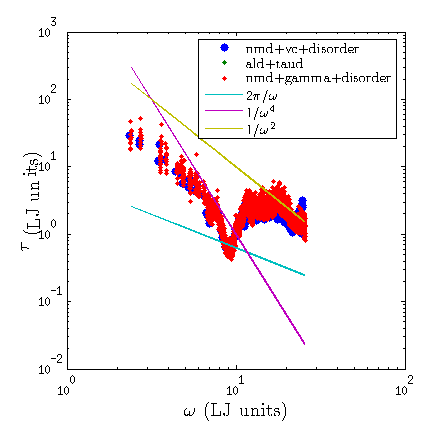 10^3
10^2
10^1
10^0
10^-1
10^-2
τ (LJ units)
nmd+vc+disorder
ald+taud
nmd+gamma+disorder
2π/ω
1/ω^4
1/ω^2
10^0
10^1
10^2
ω (LJ units)